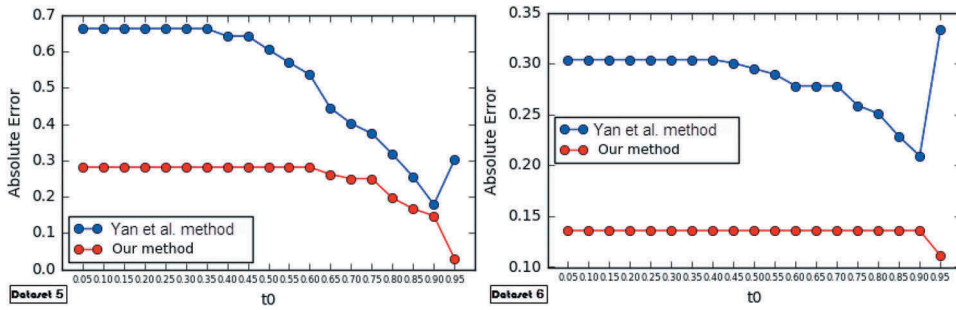 0.7
0.6
0.5
0.4
0.3
0.2
0.1
0.0
Absolute Error
Yan et al. method
Our method
0.05 0.10 0.15 0.20 0.25 0.30 0.35 0.40 0.45 0.50 0.55 0.60 0.65 0.70 0.75 0.80 0.85 0.90 0.95
Dataset 5
t0
0.35
0.30
0.25
0.20
0.15
0.10
Absolute Error
Yan et al. method
Our method
0.05 0.10 0.15 0.20 0.25 0.30 0.35 0.40 0.45 0.500 0.55 0.60 0.65 0.70 0.75 0.80 0.85 0.90 0.95
Dataset 6
t0